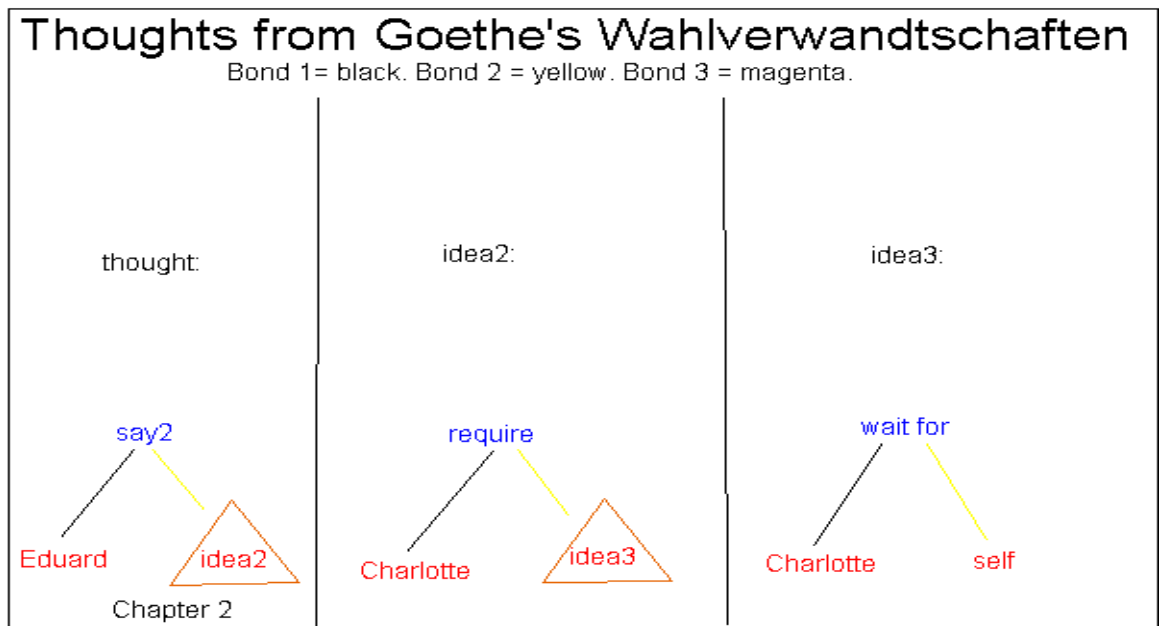 Thoughts from Goethe's Wahlverwandtschaften
Bond 1= black. Bond 2 = yellow. Bond 3 = magenta.
thought:
idea2:
idea3:
say2
require
wait for
Eduard
idea2
Charlotte
idea3
Charlotte
self
Chapter 2